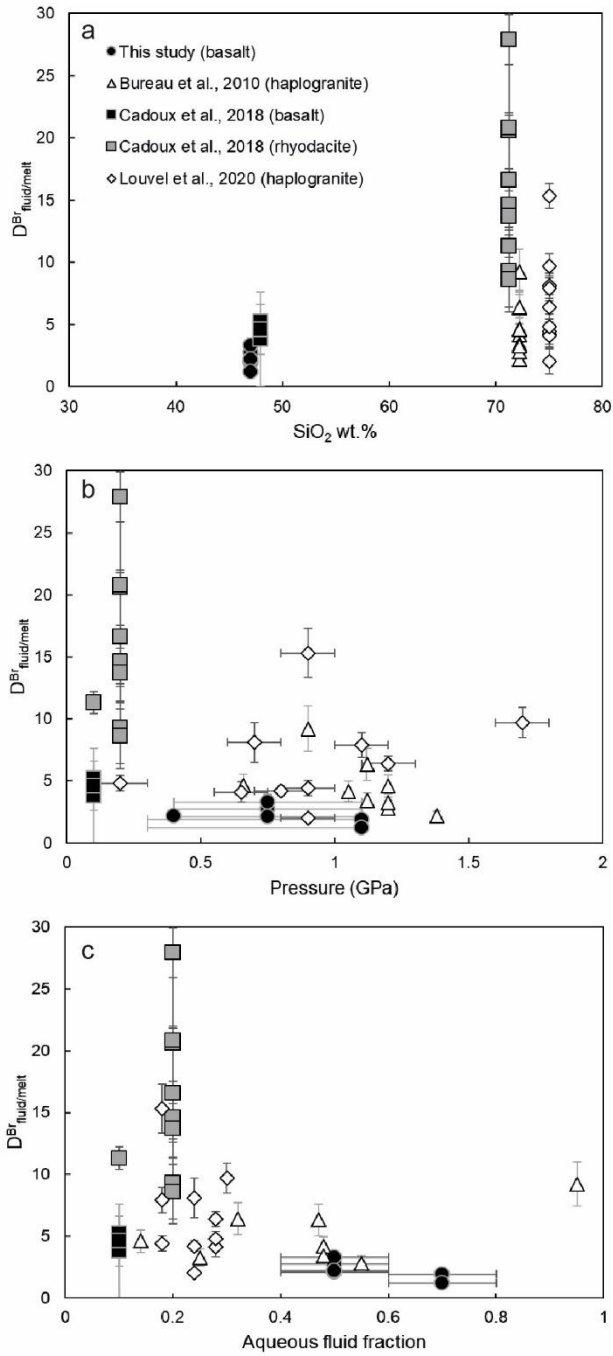 a
This study (basalt)
Bureau et al., 2010 (haplogranite)
Cadoux et al., 2018 (basalt)
Cadoux et al., 2018 (rhyodacite)
Louvel et al., 2020 (haplogranite)
30
25
20
15
10
5
0
D^Br_fluid/melt
30 40 50 60 70 80
SiO₂ wt.%
b
30
25
20
15
10
5
0
D^Br_fluid/melt
0 0.5 1 1.5 2
Pressure (GPa)
c
30
25
20
15
10
5
0
D^Br_fluid/melt
0 0.2 0.4 0.6 0.8 1
Aqueous fluid fraction